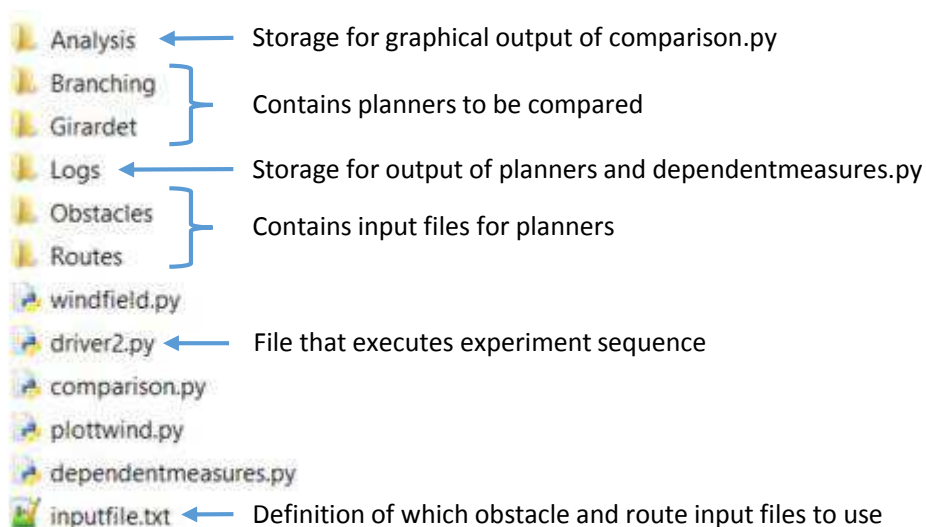 Analysis Storage for graphical output of comparison.py
Branching
Contains planners to be compared
Girardet
Logs Storage for output of planners and dependentmeasures.py
Obstacles
Contains input files for planners
Routes
windfield.py
driver2.py File that executes experiment sequence
comparison.py
plottwind.py
dependentmeasures.py
inputfile.txt Definition of which obstacle and route input files to use